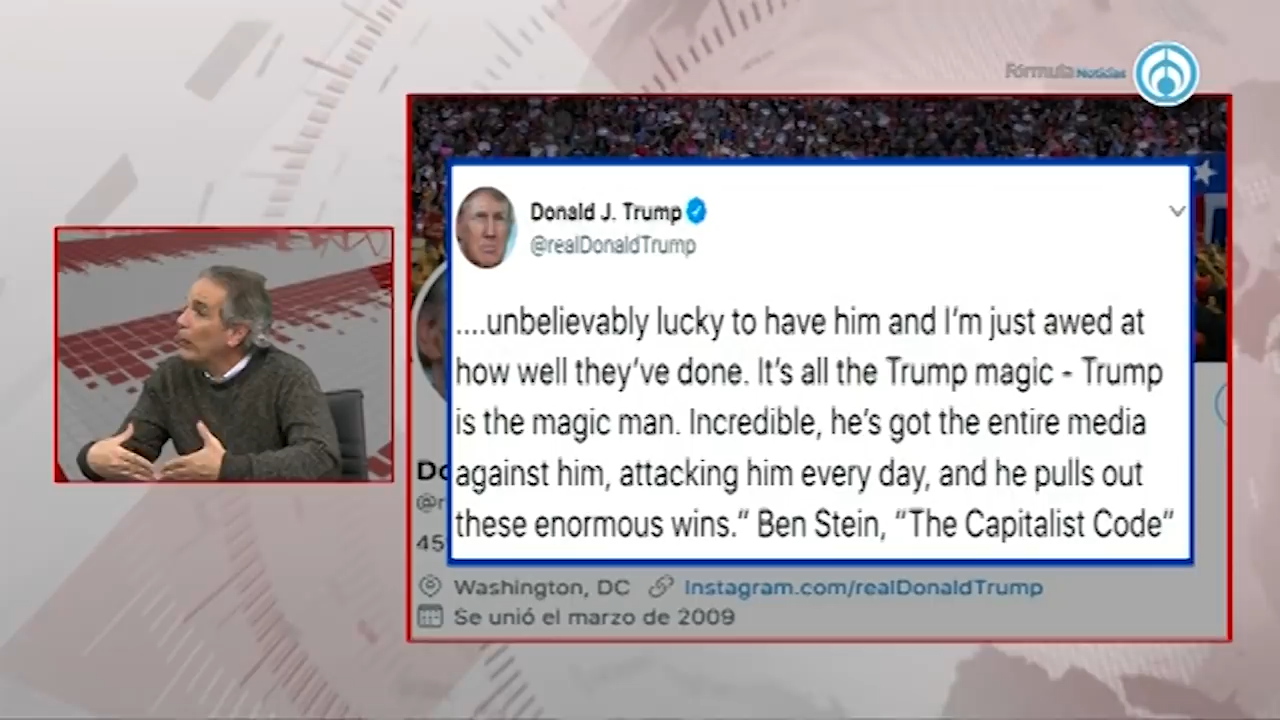 Fórmula Noticias
Donald J. Trump
@realDonaldTrump
....unbelievably lucky to have him and I'm just awed at
how well they've done. It's all the Trump magic - Trump
is the magic man. Incredible, he's got the entire media
against him, attacking him every day, and he pulls out
these enormous wins.” Ben Stein, “The Capitalist Code”
Do
@r
45
Washington, DC Instagram.com/realDonaldTrump
Se unió el marzo de 2009